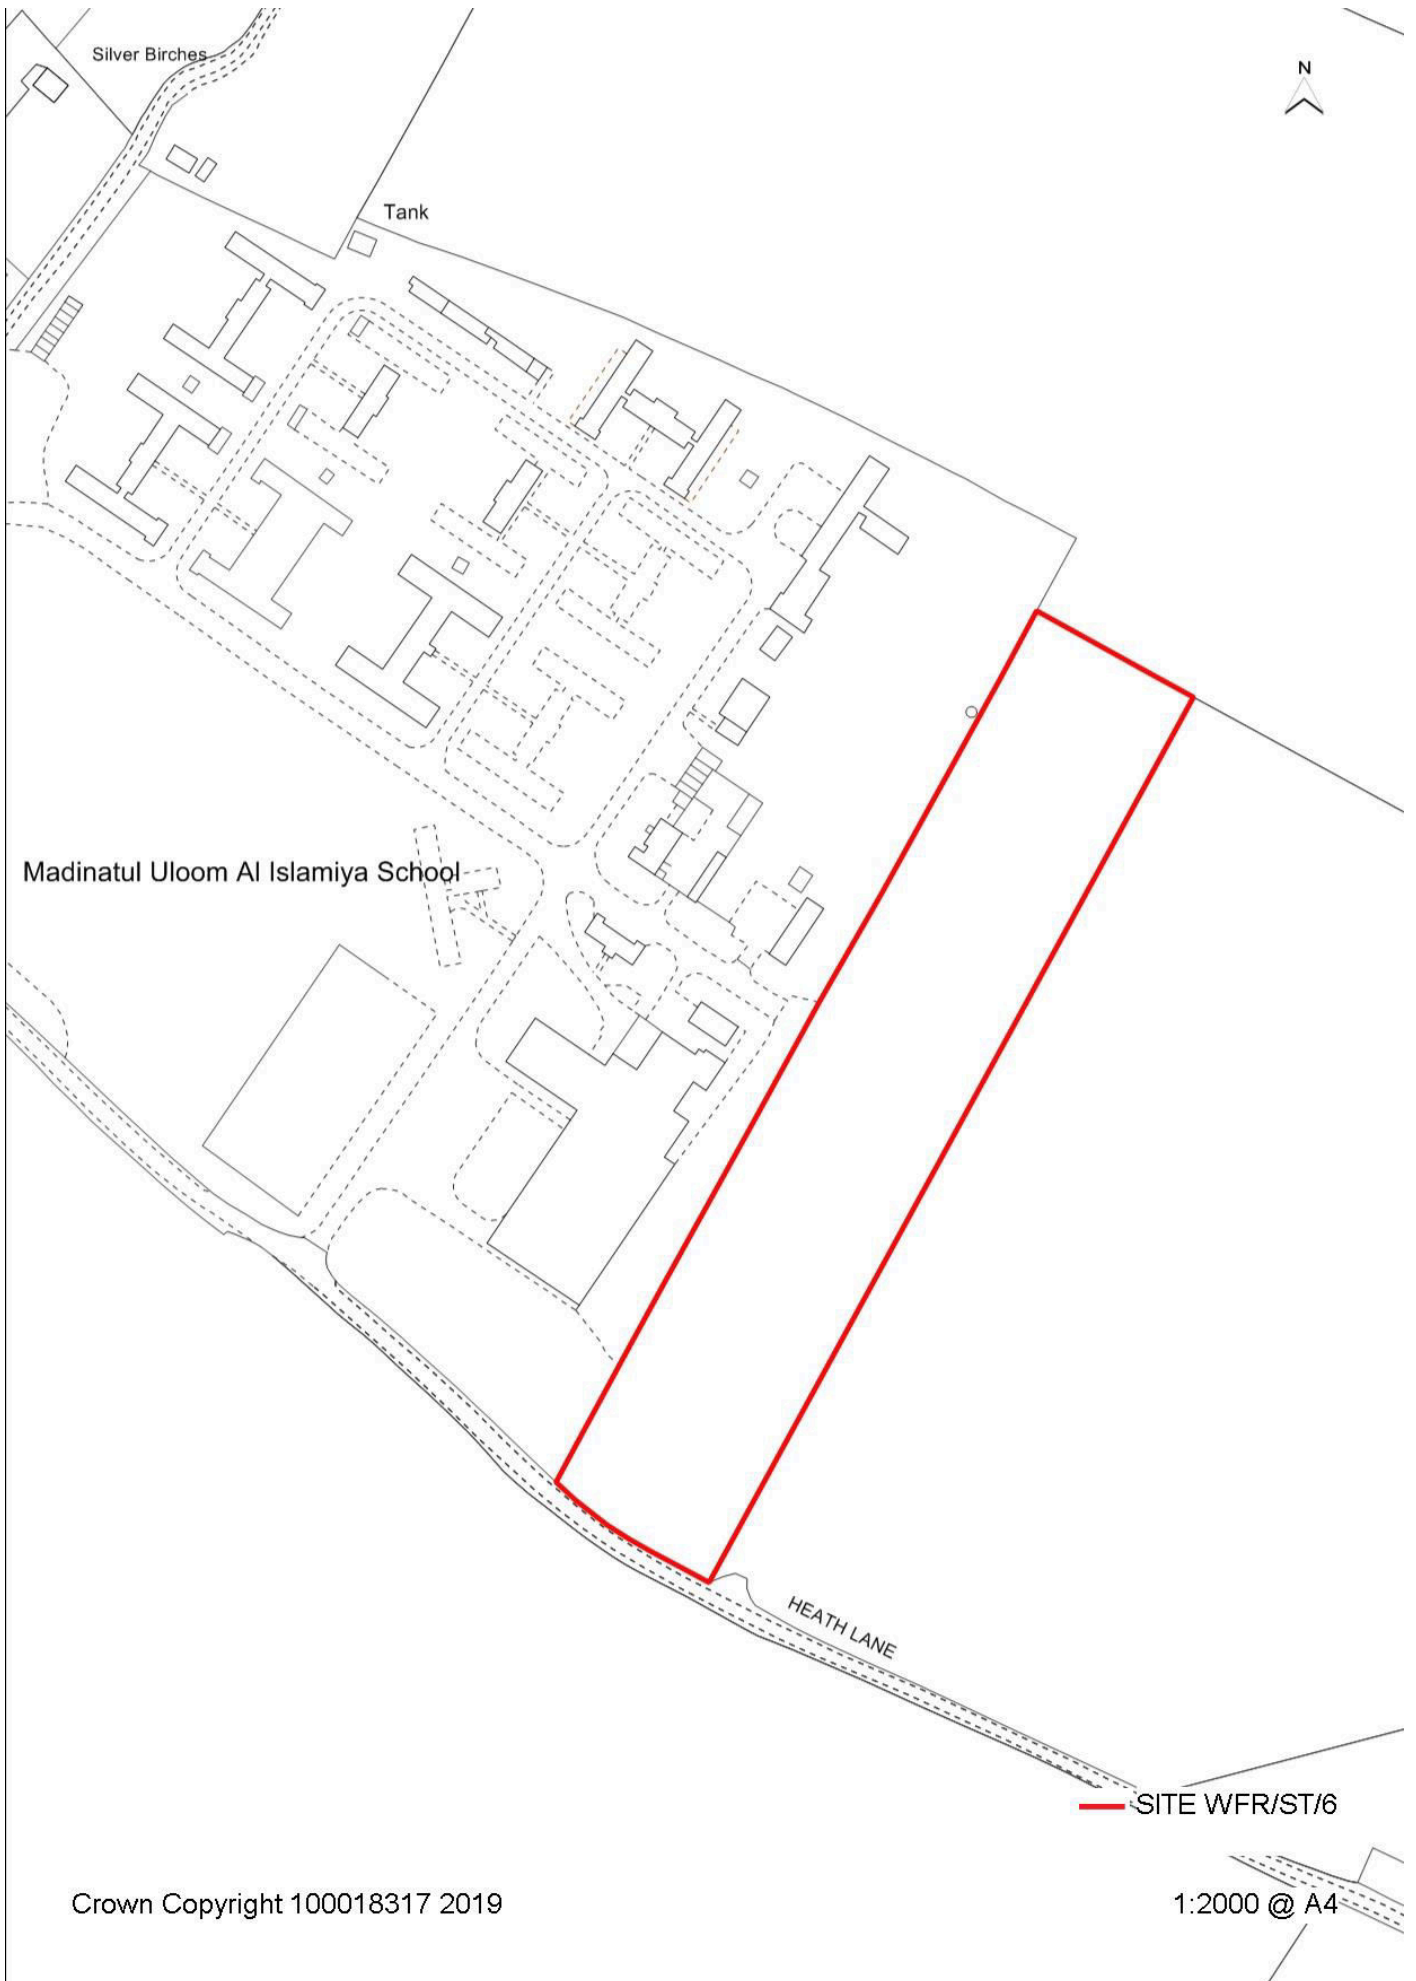 Silver Birches
N
Tank
Madinatul Uloom Al Islamiya School
HEATH LANE
SITE WFR/ST/6
Crown Copyright 100018317 2019
1:2000 @ A4